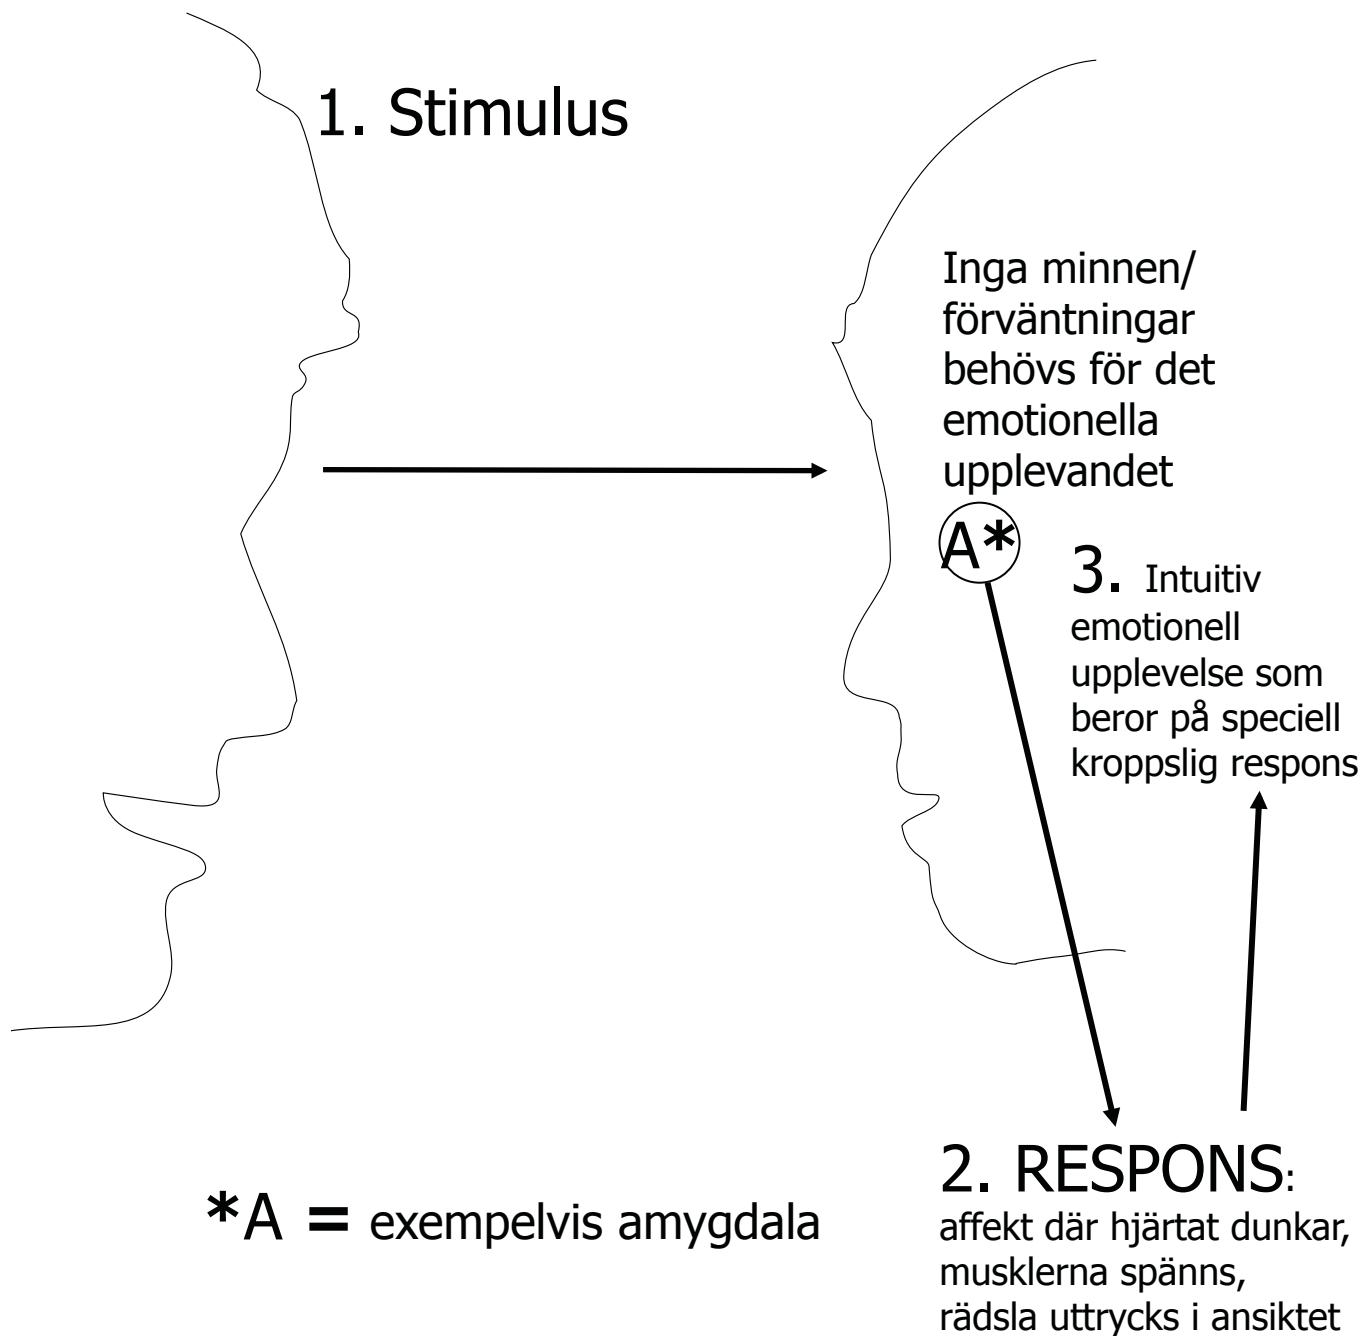 1. Stimulus
Inga minnen/
förväntningar
behövs för det
emotionella
upplevandet
A*
3. Intuitiv
emotionell
upplevelse som
beror på speciell
kroppslig respons
2. RESPONS:
affekt där hjärtat dunkar,
musklerna spänns,
rädsla uttrycks i ansiktet
*A = exempelvis amygdala